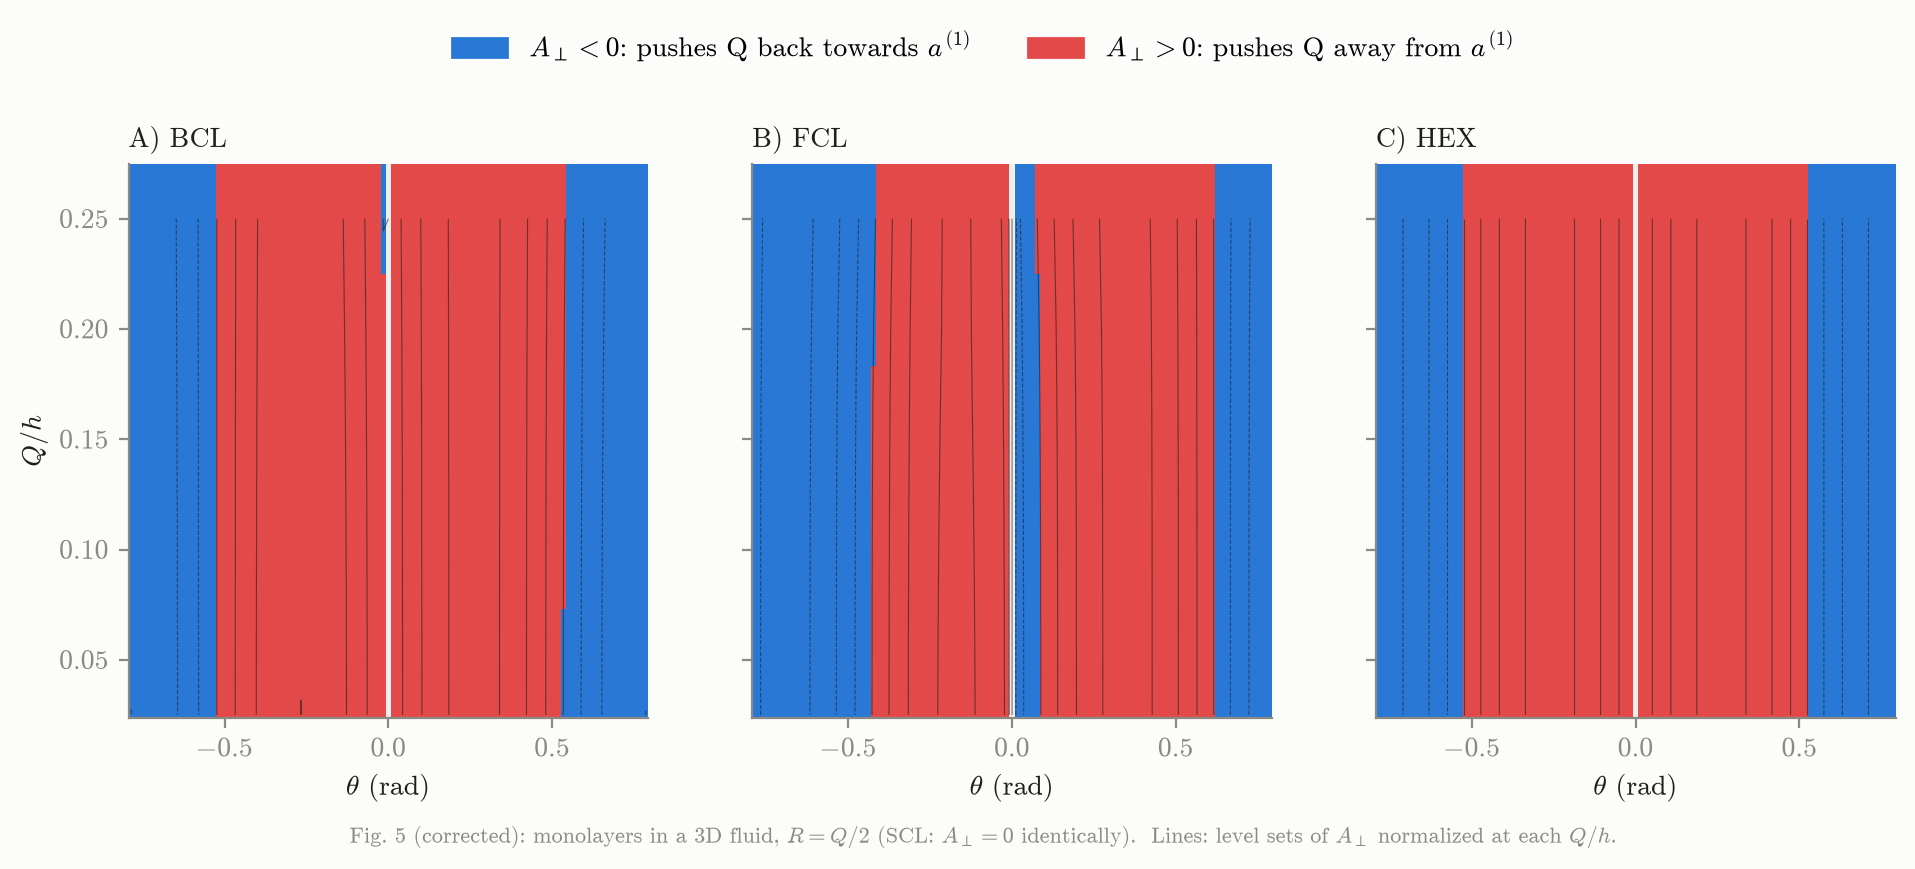 A⊥ < 0: pushes Q back towards a(1)
A⊥ > 0: pushes Q away from a(1)
A) BCL
B) FCL
C) HEX
Q/h
0.25
0.20
0.15
0.10
0.05
−0.5 0.0 0.5
−0.5 0.0 0.5
−0.5 0.0 0.5
θ (rad)
θ (rad)
θ (rad)
Fig. 5 (corrected): monolayers in a 3D fluid, R = Q/2 (SCL: A⊥ = 0 identically). Lines: level sets of A⊥ normalized at each Q/h.